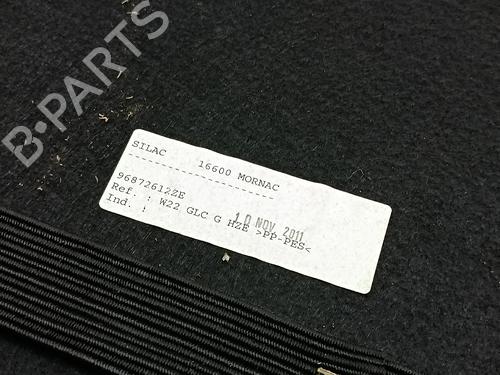 B-PARTS
SILAC 16600 MORNAC
----------------------
96872612ZE
Ref. : W22 GLC G HZE >PP-PES<
Ind. :
10 NOV. 2011